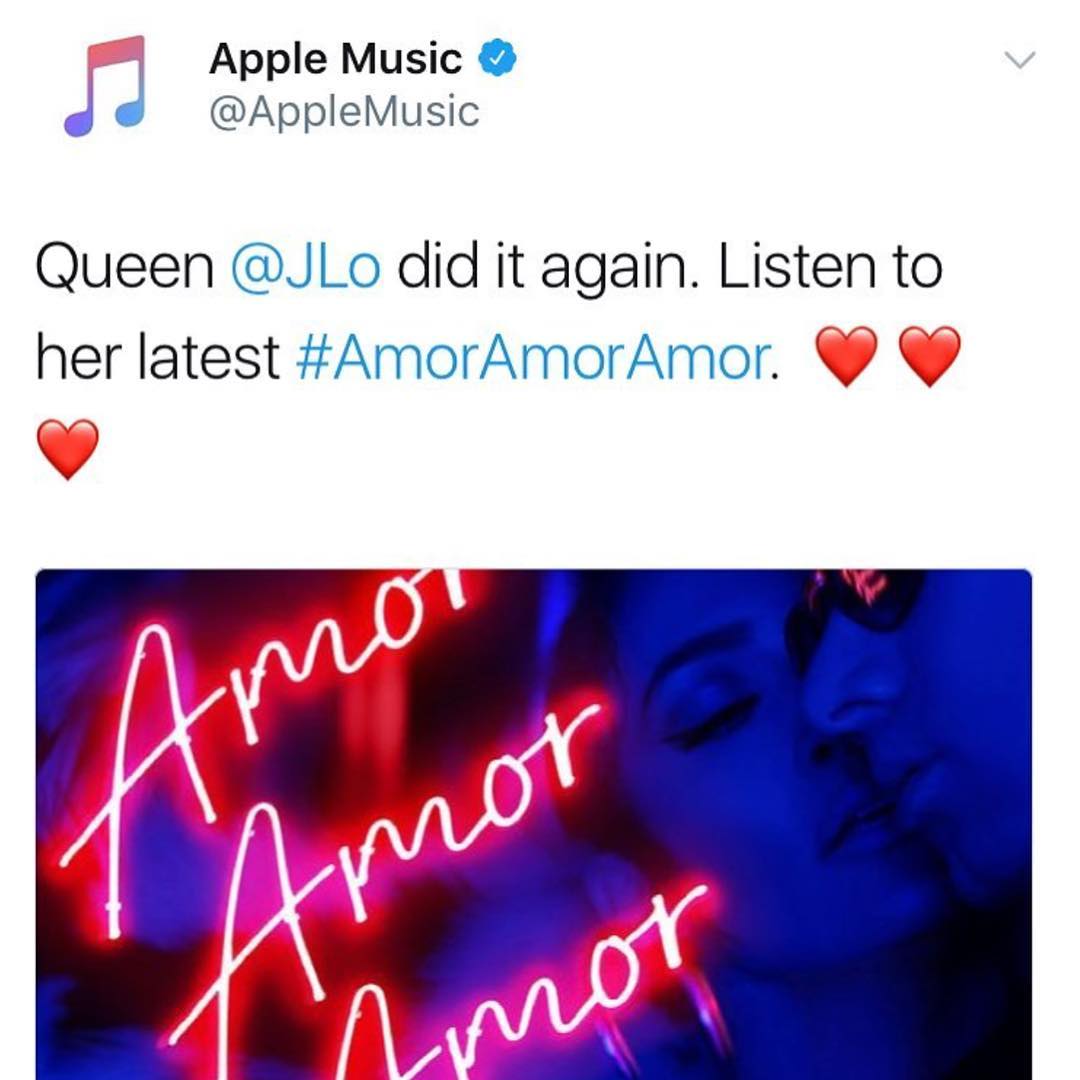 Apple Music
@AppleMusic
Queen @JLo did it again. Listen to
her latest #AmorAmorAmor. ❤️ ❤️
❤️
Amor
Amor
Amor